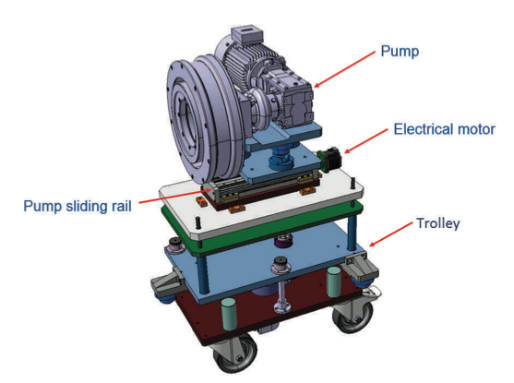 Pump
Electrical motor
Pump sliding rail
Trolley